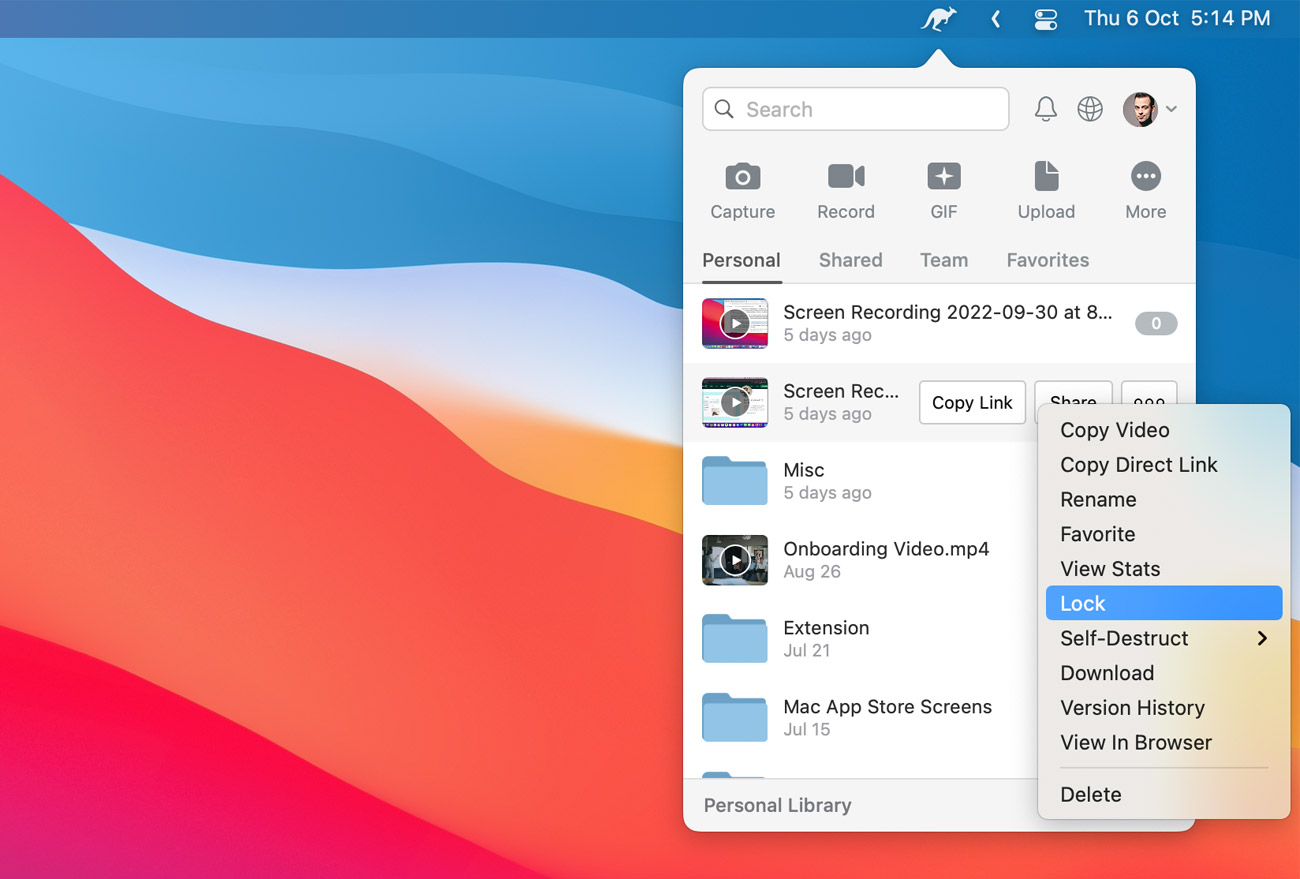 Thu 6 Oct 5:14 PM
Search
Capture Record GIF Upload More
Personal Shared Team Favorites
Screen Recording 2022-09-30 at 8...
5 days ago
0
Screen Rec...
5 days ago
Copy Link Share
Misc
5 days ago
Onboarding Video.mp4
Aug 26
Extension
Jul 21
Mac App Store Screens
Jul 15
Personal Library
Copy Video
Copy Direct Link
Rename
Favorite
View Stats
Lock
Self-Destruct
Download
Version History
View In Browser
Delete